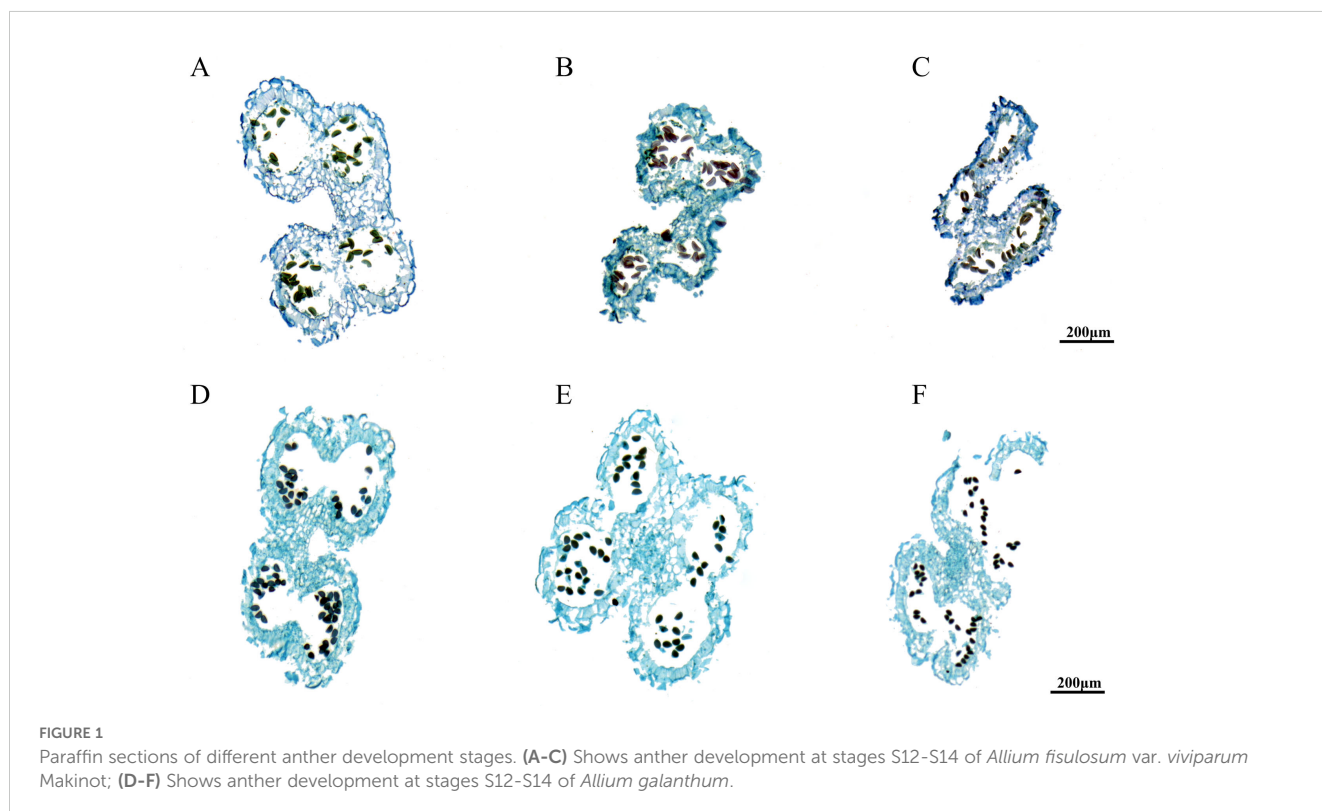 A
B
C
200μm
D
E
F
200μm
FIGURE 1
Paraffin sections of different anther development stages. (A-C) Shows anther development at stages S12-S14 of Allium fisulosum var. viviparum
Makinot; (D-F) Shows anther development at stages S12-S14 of Allium galanthum.